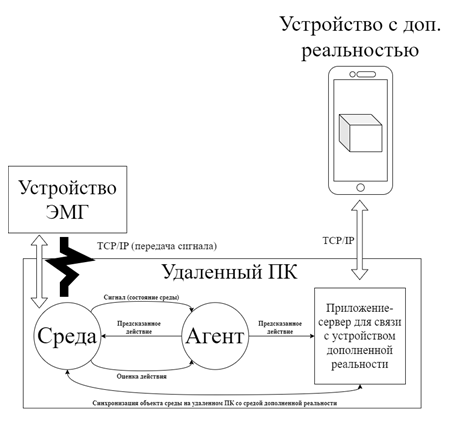 Устройство с доп.
реальностью
Устройство
ЭМГ
TCP/IP (передача сигнала)
TCP/IP
Удаленный ПК
Сигнал (состояние среды)
Среда
Предсказанное
действие
Агент
Предсказанное
действие
Оценка действия
Приложение-
сервер для связи
с устройством
дополненной
реальности
Синхронизация объекта среды на удаленном ПК со средой дополненной реальности